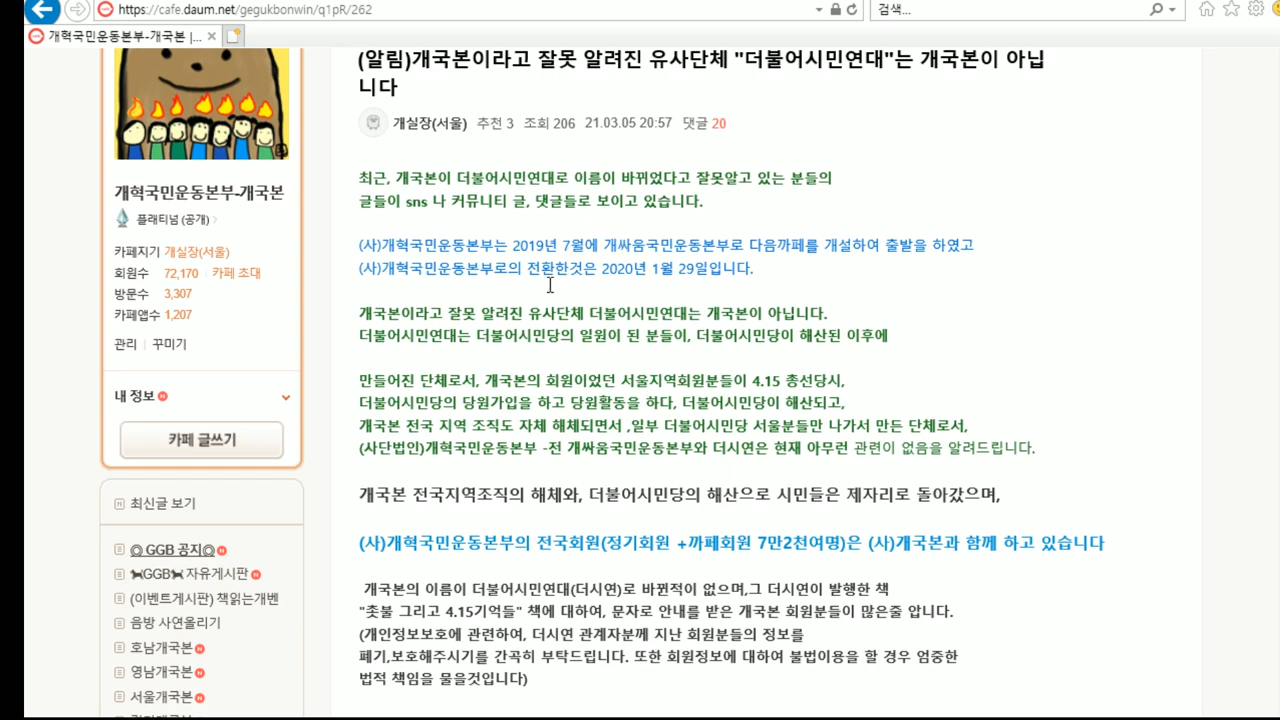 https://cafe.daum.net/gegukbonwin/q1pR/262
검색...
개혁국민운동본부-개국본 |...
(알림)개국본이라고 잘못 알려진 유사단체 "더불어시민연대"는 개국본이 아닙
니다
개실장(서울) 추천 3 조회 206 21.03.05 20:57 댓글 20
개혁국민운동본부-개국본
플래티넘 (공개)
카페지기 개실장(서울)
회원수 72,170 카페 초대
방문수 3,307
카페앱수 1,207
관리 꾸미기
내 정보 N
카페 글쓰기
최신글 보기
◎ GGB 공지◎ N
🐕GGB🐕 자유게시판 N
(이벤트게시판) 책읽는개벤
음방 사연올리기
호남개국본 N
영남개국본 N
서울개국본 N
최근, 개국본이 더불어시민연대로 이름이 바뀌었다고 잘못알고 있는 분들의
글들이 sns 나 커뮤니티 글, 댓글들로 보이고 있습니다.
(사)개혁국민운동본부는 2019년 7월에 개싸움국민운동본부로 다음까페를 개설하여 출발을 하였고
(사)개혁국민운동본부로의 전환한것은 2020년 1월 29일입니다.
개국본이라고 잘못 알려진 유사단체 더불어시민연대는 개국본이 아닙니다.
더불어시민연대는 더불어시민당의 일원이 된 분들이, 더불어시민당이 해산된 이후에
만들어진 단체로서, 개국본의 회원이었던 서울지역회원분들이 4.15 총선당시,
더불어시민당의 당원가입을 하고 당원활동을 하다, 더불어시민당이 해산되고,
개국본 전국 지역 조직도 자체 해체되면서 ,일부 더불어시민당 서울분들만 나가서 만든 단체로서,
(사단법인)개혁국민운동본부 -전 개싸움국민운동본부와 더시연은 현재 아무런 관련이 없음을 알려드립니다.
개국본 전국지역조직의 해체와, 더불어시민당의 해산으로 시민들은 제자리로 돌아갔으며,
(사)개혁국민운동본부의 전국회원(정기회원 +까페회원 7만2천여명)은 (사)개국본과 함께 하고 있습니다
개국본의 이름이 더불어시민연대(더시연)로 바뀐적이 없으며,그 더시연이 발행한 책
"촛불 그리고 4.15기억들" 책에 대하여, 문자로 안내를 받은 개국본 회원분들이 많은줄 압니다.
(개인정보보호에 관련하여, 더시연 관계자분께 지난 회원분들의 정보를
폐기,보호해주시기를 간곡히 부탁드립니다. 또한 회원정보에 대하여 불법이용을 할 경우 엄중한
법적 책임을 물을것입니다)